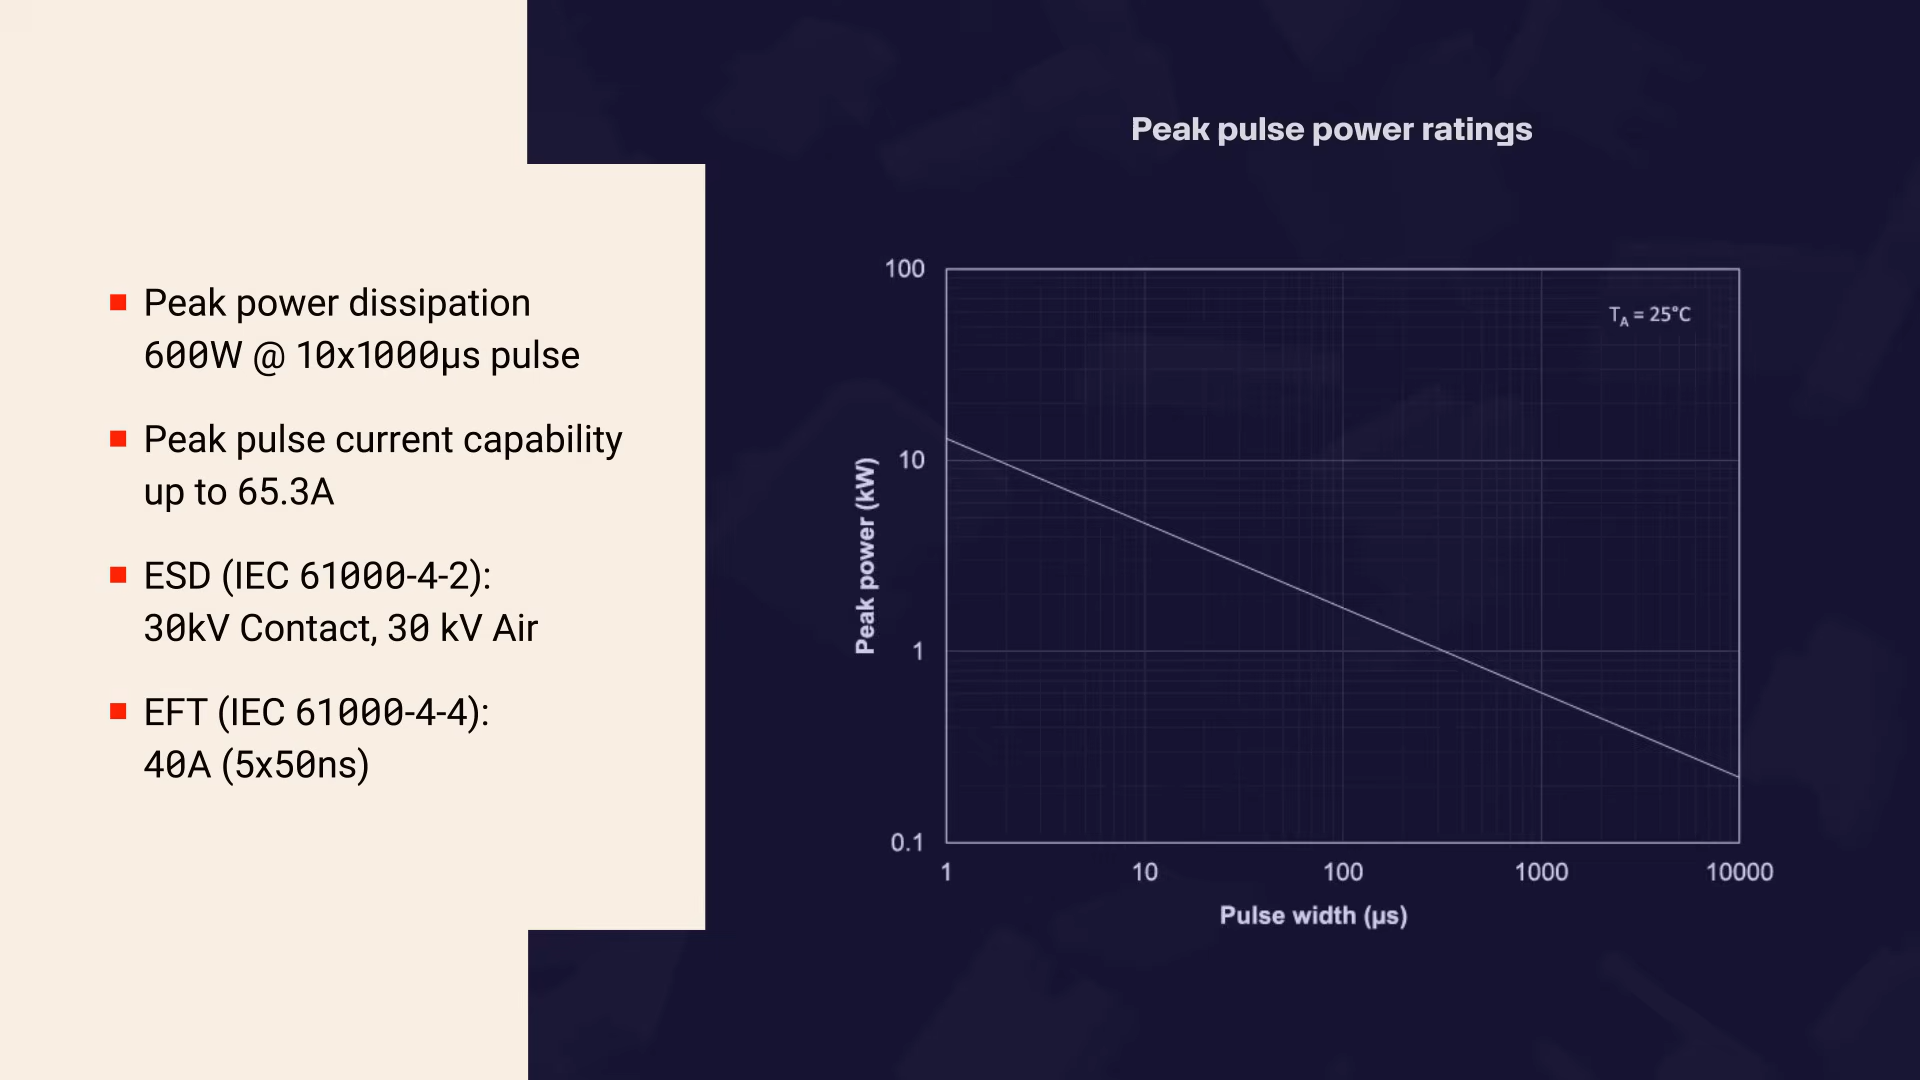 Peak power dissipation
600W @ 10x1000µs pulse
Peak pulse current capability
up to 65.3A
ESD (IEC 61000-4-2):
30kV Contact, 30 kV Air
EFT (IEC 61000-4-4):
40A (5x50ns)
Peak pulse power ratings
T_A = 25°C
Peak power (kW)
100
10
1
0.1
1 10 100 1000 10000
Pulse width (µs)